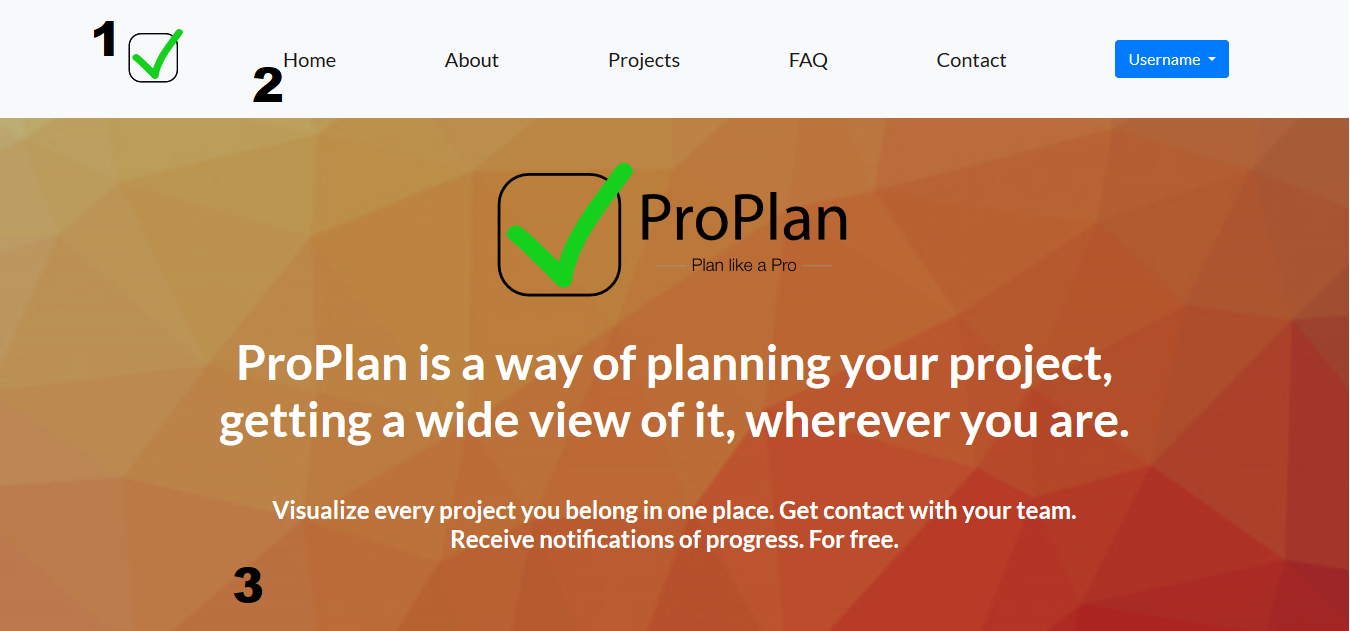 1
2
Home About Projects FAQ Contact Username
ProPlan
Plan like a Pro
ProPlan is a way of planning your project,
getting a wide view of it, wherever you are.
Visualize every project you belong in one place. Get contact with your team.
Receive notifications of progress. For free.
3